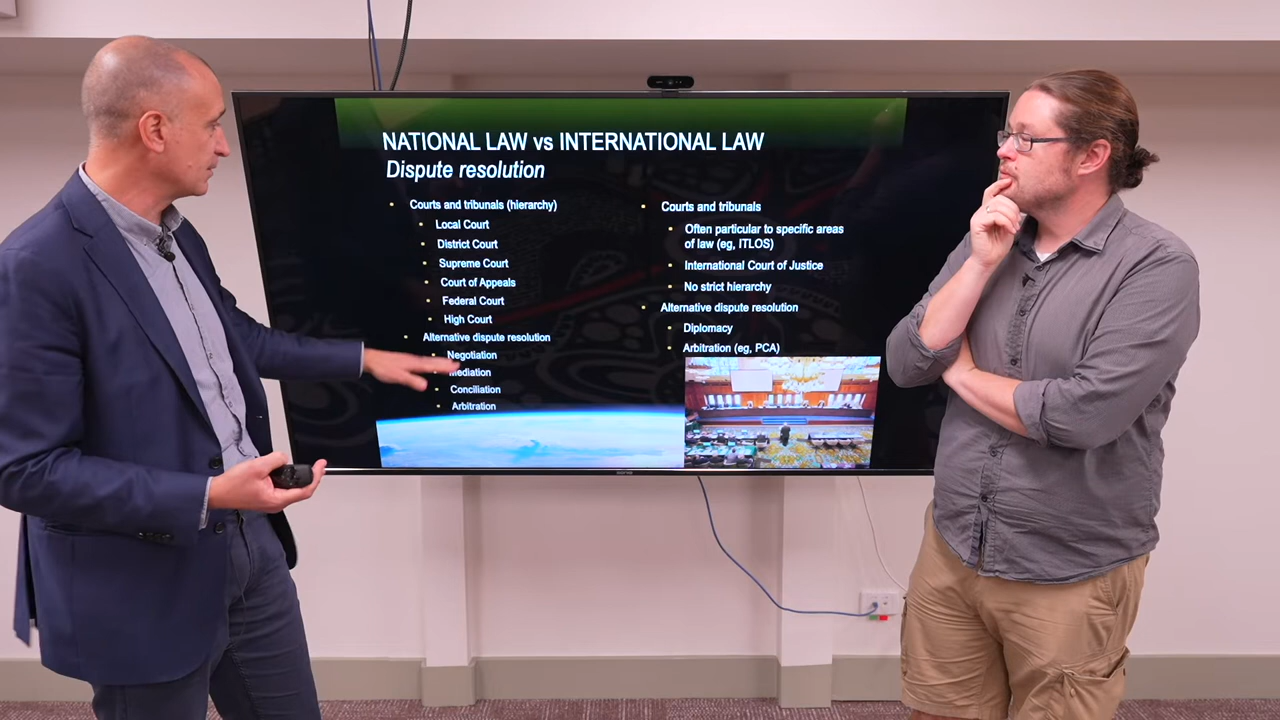 NATIONAL LAW vs INTERNATIONAL LAW
Dispute resolution
Courts and tribunals (hierarchy)
Local Court
District Court
Supreme Court
Court of Appeals
Federal Court
High Court
Alternative dispute resolution
Negotiation
Mediation
Conciliation
Arbitration
Courts and tribunals
Often particular to specific areas
of law (eg, ITLOS)
International Court of Justice
No strict hierarchy
Alternative dispute resolution
Diplomacy
Arbitration (eg, PCA)